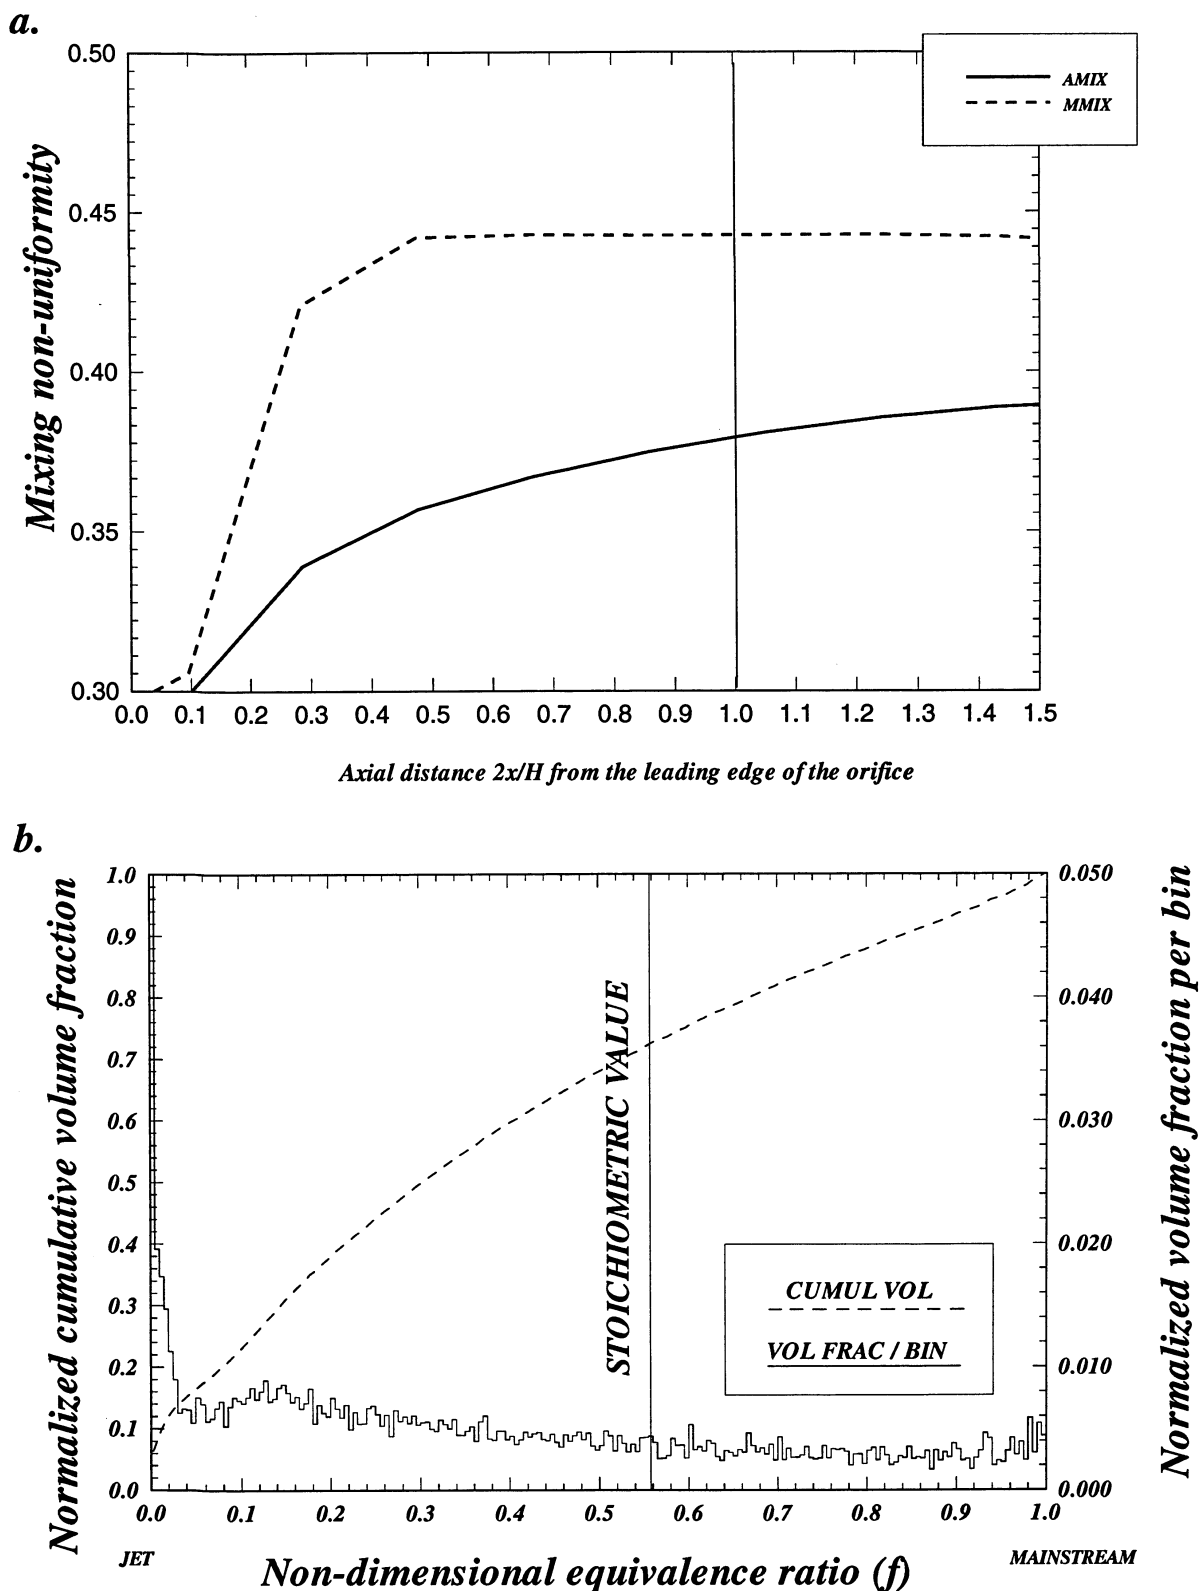 a.
0.50
0.45
0.40
0.35
0.30
Mixing non-uniformity
AMIX
MMIX
0.0 0.1 0.2 0.3 0.4 0.5 0.6 0.7 0.8 0.9 1.0 1.1 1.2 1.3 1.4 1.5
Axial distance 2x/H from the leading edge of the orifice
b.
Normalized cumulative volume fraction
1.0
0.9
0.8
0.7
0.6
0.5
0.4
0.3
0.2
0.1
0.0
STOICHIOMETRIC VALUE
CUMUL VOL
VOL FRAC / BIN
0.050
0.040
0.030
0.020
0.010
0.000
Normalized volume fraction per bin
0.0 0.1 0.2 0.3 0.4 0.5 0.6 0.7 0.8 0.9 1.0
JET
MAINSTREAM
Non-dimensional equivalence ratio (f)